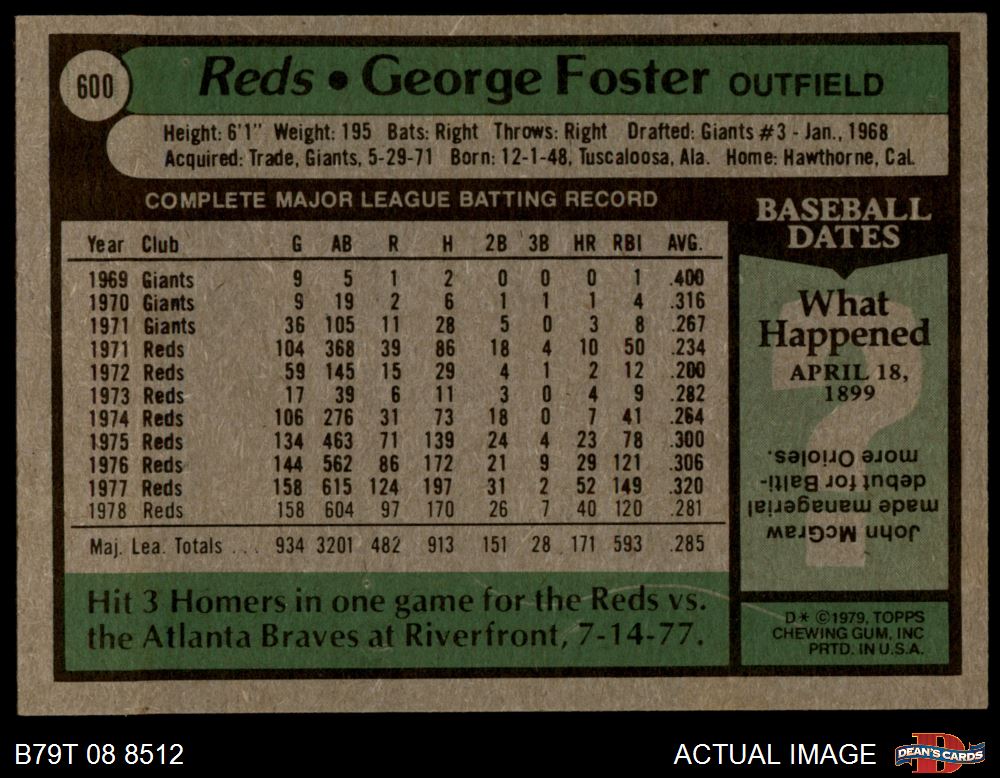 600
Reds • George Foster OUTFIELD
Height: 6'1" Weight: 195 Bats: Right Throws: Right Drafted: Giants #3 - Jan., 1968
Acquired: Trade, Giants, 5-29-71 Born: 12-1-48, Tuscaloosa, Ala. Home: Hawthorne, Cal.
COMPLETE MAJOR LEAGUE BATTING RECORD
Year Club G AB R H 2B 3B HR RBI AVG.
1969 Giants 9 5 1 2 0 0 0 1 .400
1970 Giants 9 19 2 6 1 1 1 4 .316
1971 Giants 36 105 11 28 5 0 3 8 .267
1971 Reds 104 368 39 86 18 4 10 50 .234
1972 Reds 59 145 15 29 4 1 2 12 .200
1973 Reds 17 39 6 11 3 0 4 9 .282
1974 Reds 106 276 31 73 18 0 7 41 .264
1975 Reds 134 463 71 139 24 4 23 78 .300
1976 Reds 144 562 86 172 21 9 29 121 .306
1977 Reds 158 615 124 197 31 2 52 149 .320
1978 Reds 158 604 97 170 26 7 40 120 .281
Maj. Lea. Totals ... 934 3201 482 913 151 28 171 593 .285
Hit 3 Homers in one game for the Reds vs.
the Atlanta Braves at Riverfront, 7-14-77.
BASEBALL
DATES
What
Happened
APRIL 18,
1899
?
John McGraw
made managerial
debut for Balti-
more Orioles.
D* ©1979, TOPPS
CHEWING GUM, INC
PRTD. IN U.S.A.
B79T 08 8512
ACTUAL IMAGE
DEAN'S CARDS